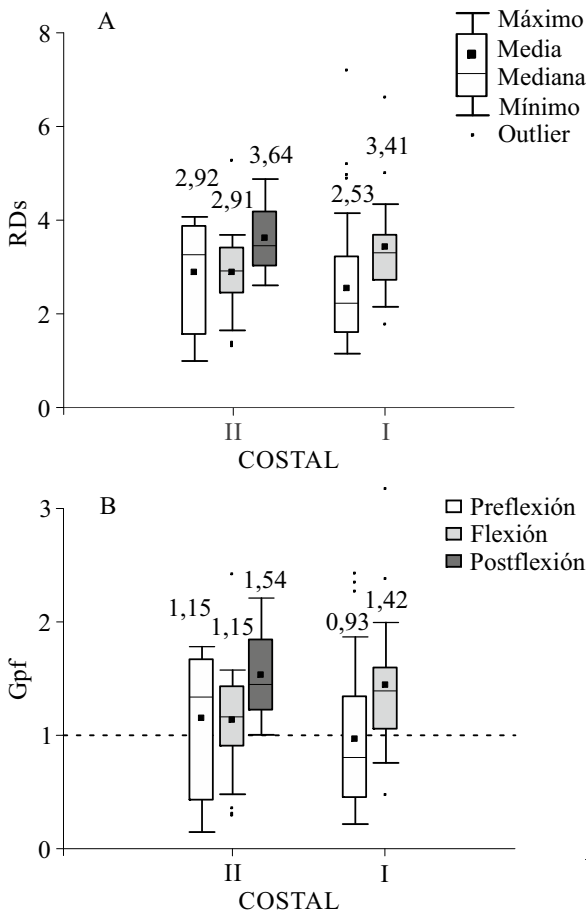 A
Máximo
Media
Mediana
Mínimo
Outlier
8
6
4
2
0
RDs
2,92
2,91
3,64
2,53
3,41
II
I
COSTAL
B
Preflexión
Flexión
Postflexión
3
2
1
0
Gpf
1,15
1,15
1,54
0,93
1,42
II
I
COSTAL